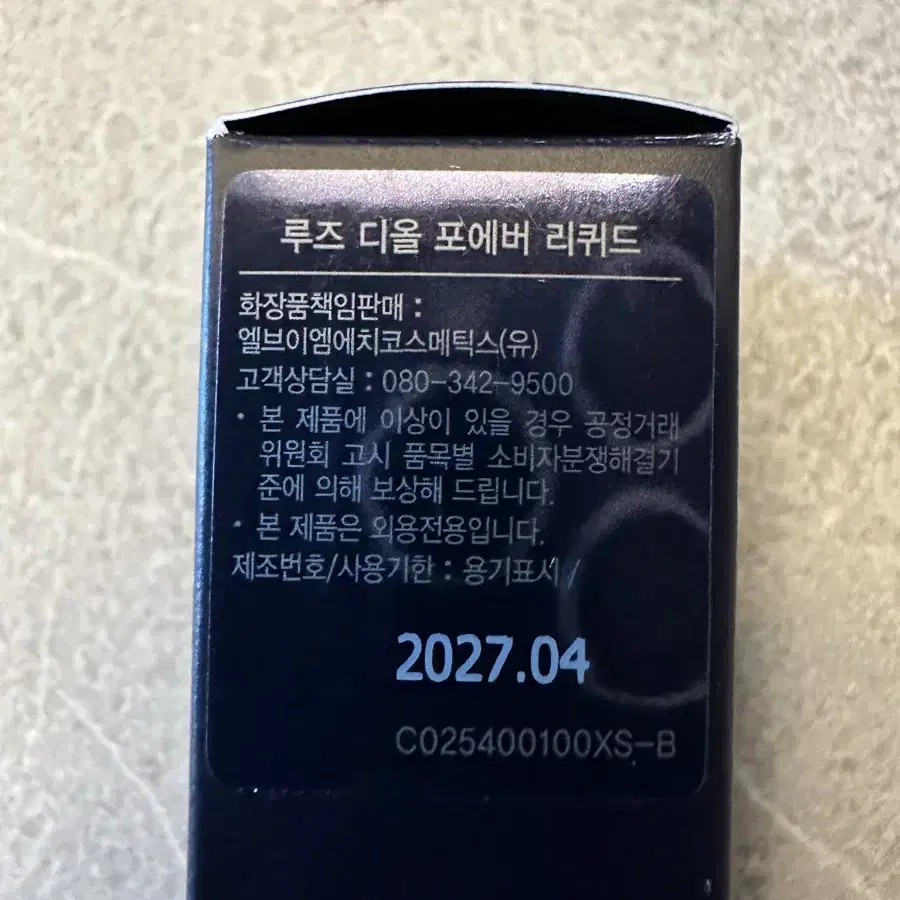 루즈 디올 포에버 리퀴드
화장품책임판매 :
엘브이엠에치코스메틱스(유)
고객상담실 : 080-342-9500
· 본 제품에 이상이 있을 경우 공정거래
위원회 고시 품목별 소비자분쟁해결기
준에 의해 보상해 드립니다.
· 본 제품은 외용전용입니다.
제조번호/사용기한 : 용기표시 /
2027.04
C025400100XS-B